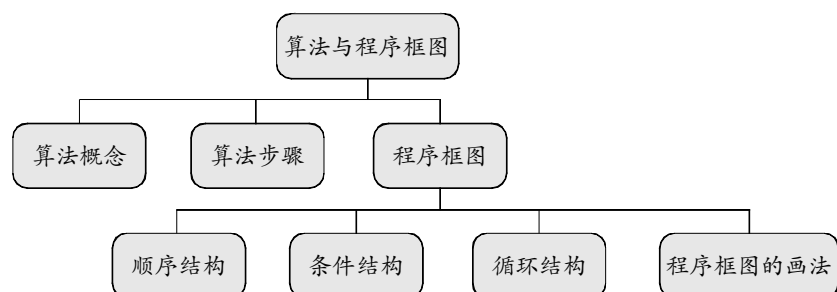 算法与程序框图
算法概念
算法步骤
程序框图
顺序结构
条件结构
循环结构
程序框图的画法